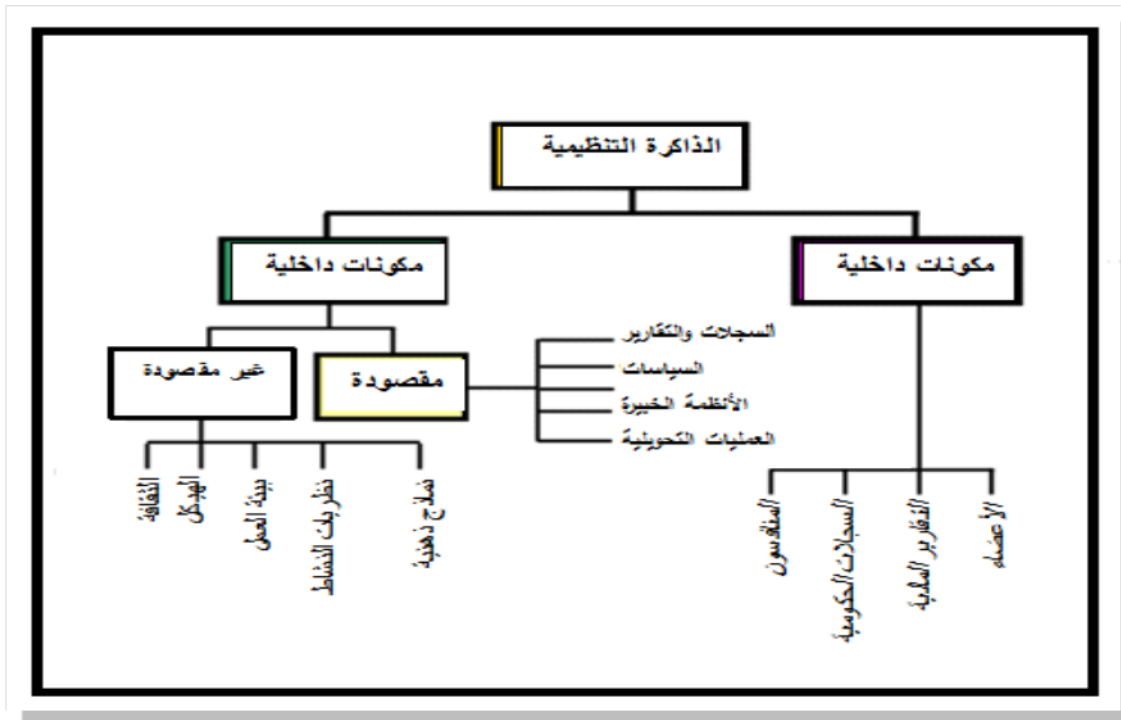 الذاكرة التنظيمية
مكونات داخلية
مكونات داخلية
غير مقصودة
مقصودة
السجلات والتقارير
السياسات
الأنظمة الخبيرة
العمليات التحويلية
الأعضاء
التقارير المالية
السجلات الحكومية
المنافسون
نماذج ذهنية
نظريات النشاط
بيئة العمل
الهيكل
الثقافة